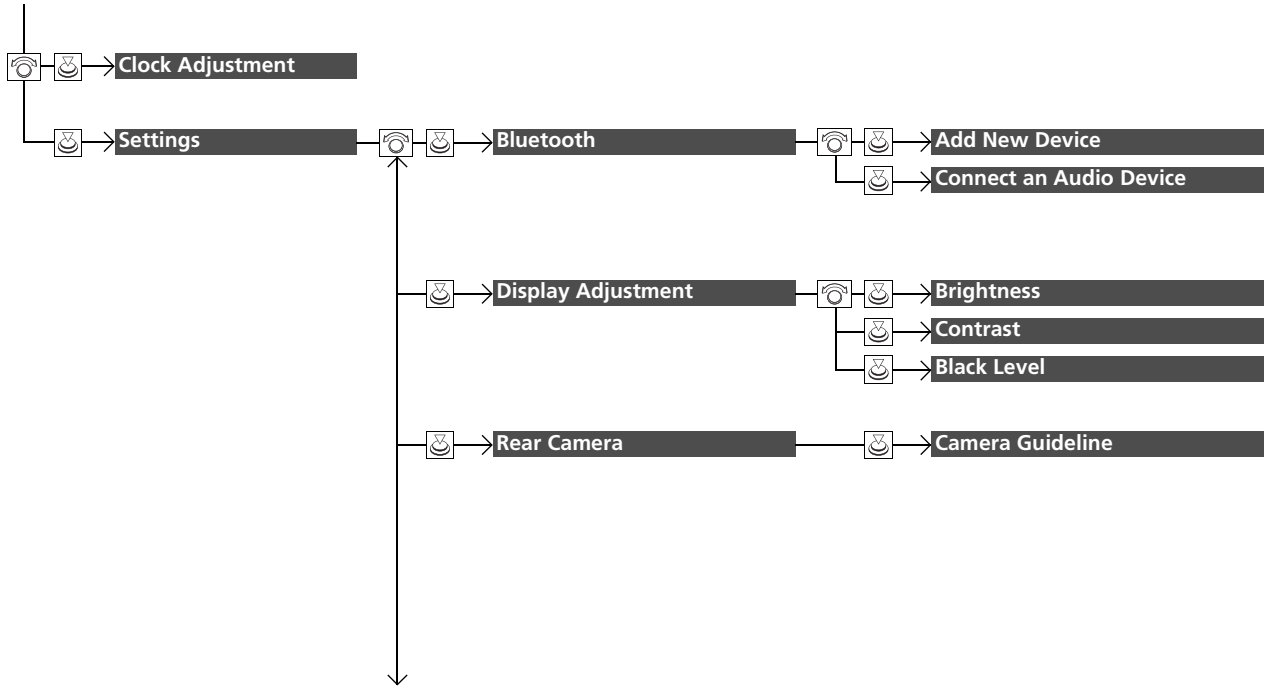 Clock Adjustment
Settings
Bluetooth
Add New Device
Connect an Audio Device
Display Adjustment
Brightness
Contrast
Black Level
Rear Camera
Camera Guideline